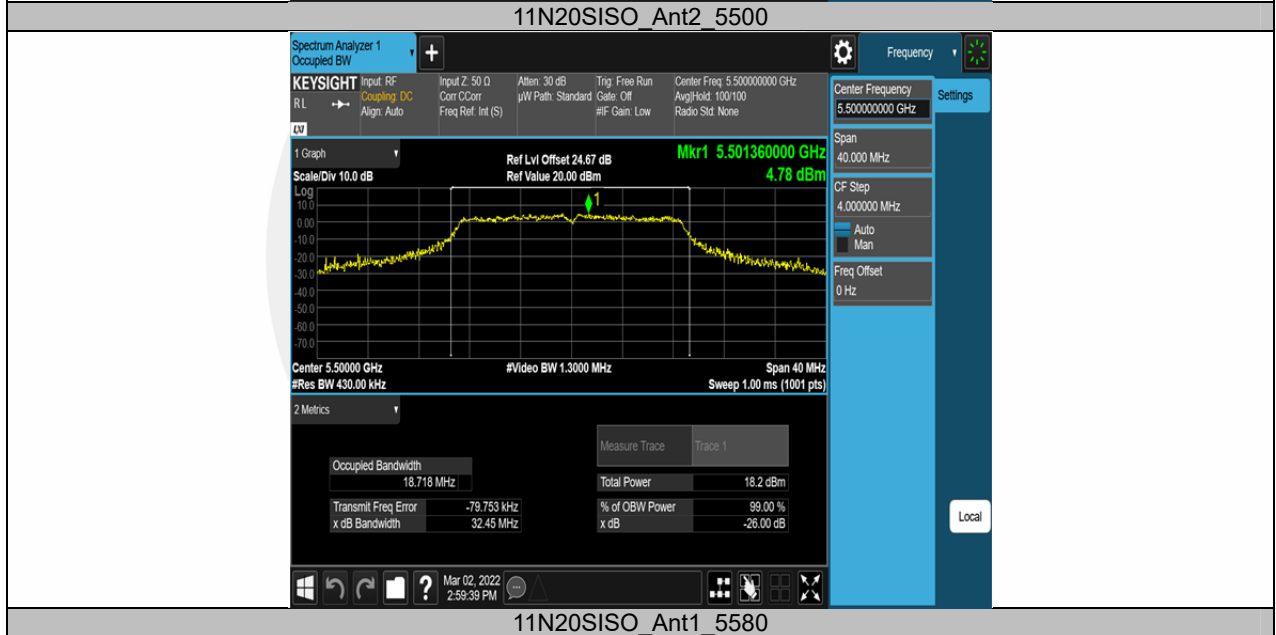 11N20SISO_Ant2_5500
Spectrum Analyzer 1
Occupied BW
+
Frequency
KEYSIGHT
RL
LXI
Input: RF
Coupling: DC
Align: Auto
Input Z: 50 Ω
Corr CCorr
Freq Ref: Int (S)
Atten: 30 dB
µW Path: Standard
Trig: Free Run
Gate: Off
#IF Gain: Low
Center Freq: 5.500000000 GHz
Avg|Hold: 100/100
Radio Std: None
Center Frequency
5.500000000 GHz
Settings
Span
40.000 MHz
CF Step
4.000000 MHz
Auto
Man
Freq Offset
0 Hz
1 Graph
Scale/Div 10.0 dB
Ref Lvl Offset 24.67 dB
Ref Value 20.00 dBm
Mkr1 5.501360000 GHz
4.78 dBm
Log
10.0
0.00
-10.0
-20.0
-30.0
-40.0
-50.0
-60.0
-70.0
1
Center 5.50000 GHz
#Res BW 430.00 kHz
#Video BW 1.3000 MHz
Span 40 MHz
Sweep 1.00 ms (1001 pts)
2 Metrics
Measure Trace Trace 1
Occupied Bandwidth
18.718 MHz
Total Power 18.2 dBm
Transmit Freq Error -79.753 kHz
% of OBW Power 99.00 %
x dB Bandwidth 32.45 MHz
x dB -26.00 dB
Local
?
Mar 02, 2022
2:59:39 PM
11N20SISO_Ant1_5580